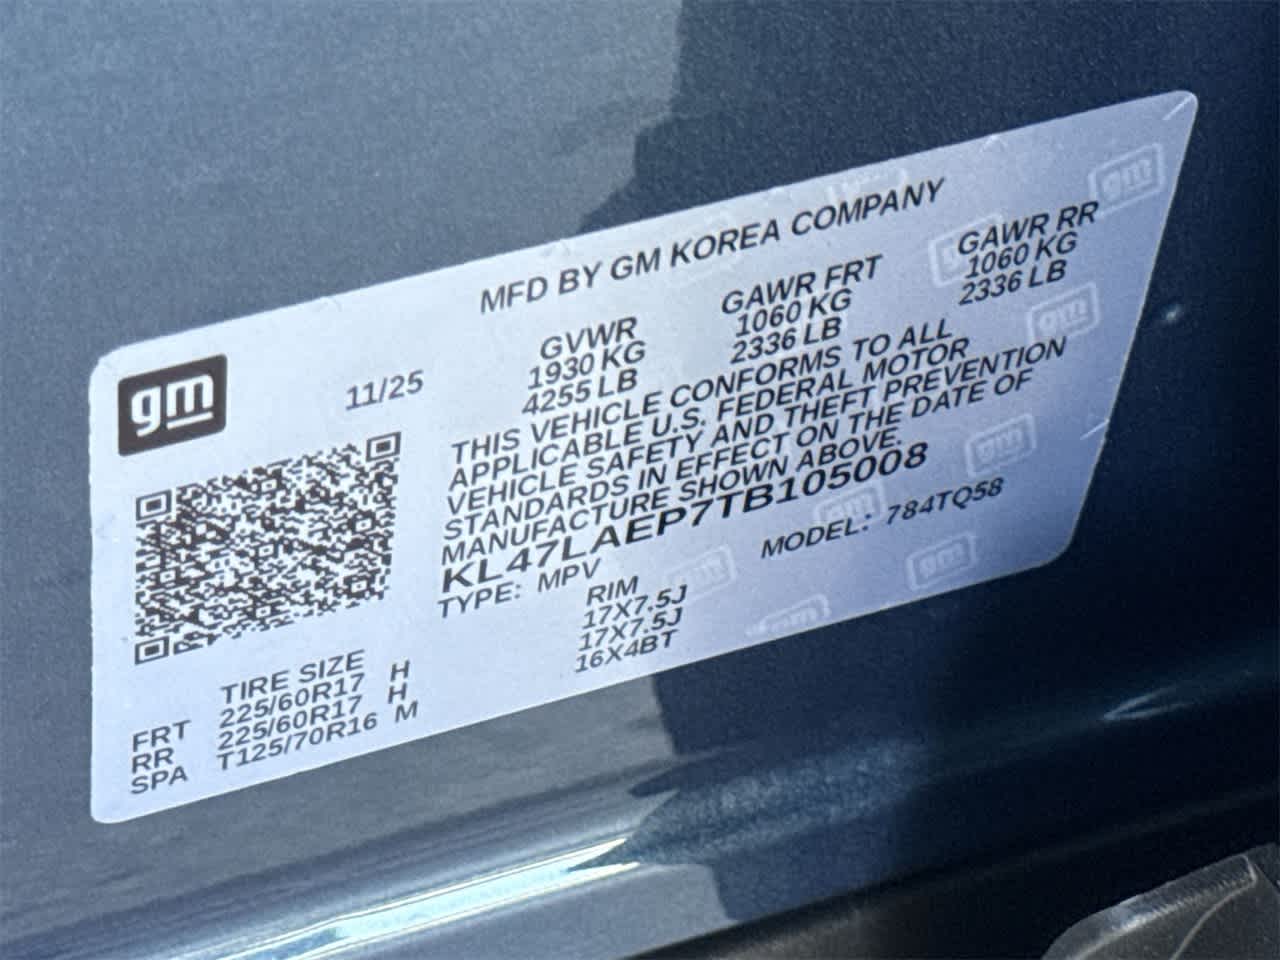 MFD BY GM KOREA COMPANY
gm
11/25
GVWR GAWR FRT GAWR RR
1930 KG 1060 KG 1060 KG
4255 LB 2336 LB 2336 LB
THIS VEHICLE CONFORMS TO ALL
APPLICABLE U.S. FEDERAL MOTOR
VEHICLE SAFETY AND THEFT PREVENTION
STANDARDS IN EFFECT ON THE DATE OF
MANUFACTURE SHOWN ABOVE.
KL47LAEP7TB105008
TYPE: MPV MODEL: 784TQ58
TIRE SIZE RIM
FRT 225/60R17 H 17X7.5J
RR 225/60R17 H 17X7.5J
SPA T125/70R16 M 16X4BT